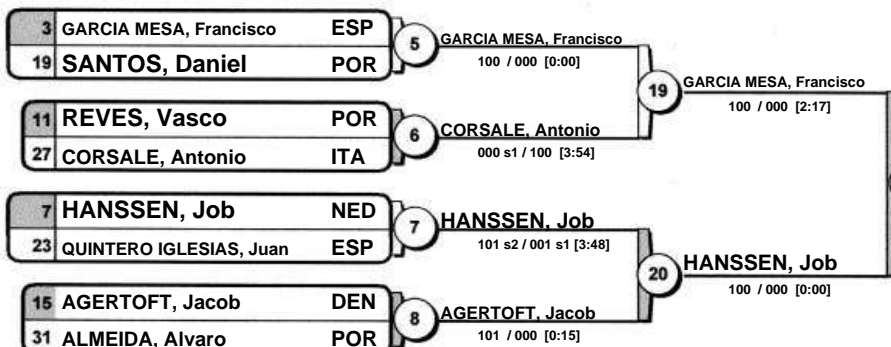 3 GARCIA MESA, Francisco ESP
19 SANTOS, Daniel POR
5
GARCIA MESA, Francisco
100 / 000 [0:00]
11 REVES, Vasco POR
27 CORSALE, Antonio ITA
6
CORSALE, Antonio
000 s1 / 100 [3:54]
19
GARCIA MESA, Francisco
100 / 000 [2:17]
7 HANSSEN, Job NED
23 QUINTERO IGLESIAS, Juan ESP
7
HANSSEN, Job
101 s2 / 001 s1 [3:48]
15 AGERTOFT, Jacob DEN
31 ALMEIDA, Alvaro POR
8
AGERTOFT, Jacob
101 / 000 [0:15]
20
HANSSEN, Job
100 / 000 [0:00]